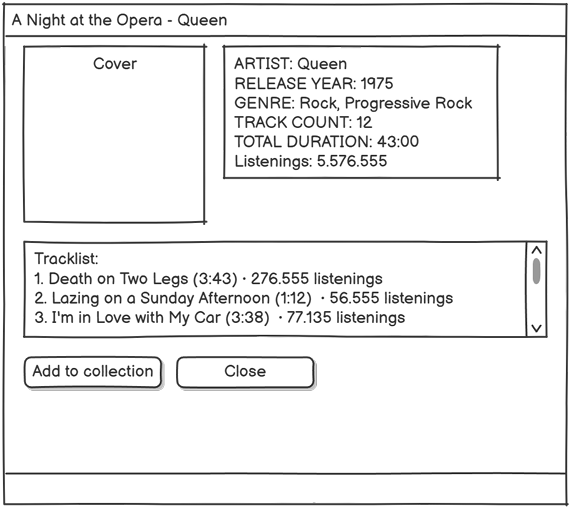 A Night at the Opera - Queen
Cover
ARTIST: Queen
RELEASE YEAR: 1975
GENRE: Rock, Progressive Rock
TRACK COUNT: 12
TOTAL DURATION: 43:00
Listenings: 5.576.555
Tracklist:
1. Death on Two Legs (3:43) · 276.555 listenings
2. Lazing on a Sunday Afternoon (1:12) · 56.555 listenings
3. I'm in Love with My Car (3:38) · 77.135 listenings
Add to collection
Close